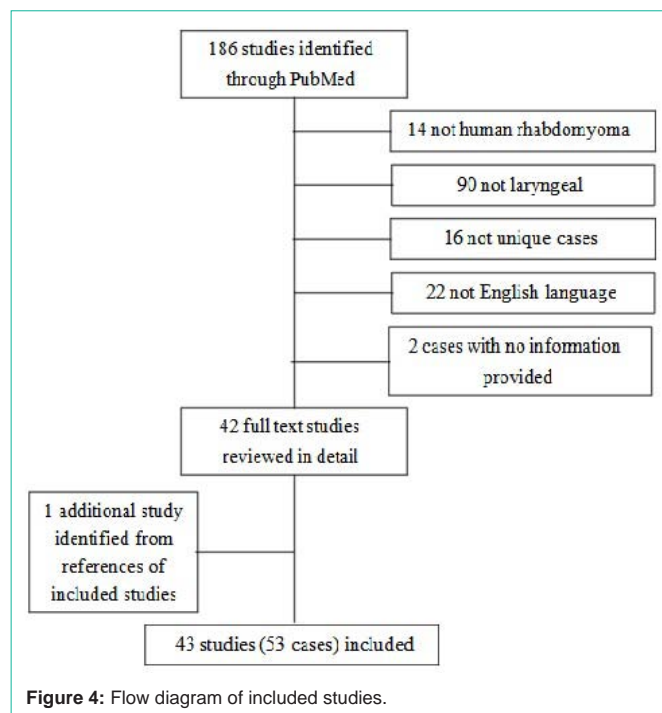 186 studies identified
through PubMed
14 not human rhabdomyoma
90 not laryngeal
16 not unique cases
22 not English language
2 cases with no information
provided
42 full text studies
reviewed in detail
1 additional study
identified from
references of
included studies
43 studies (53 cases) included
Figure 4: Flow diagram of included studies.